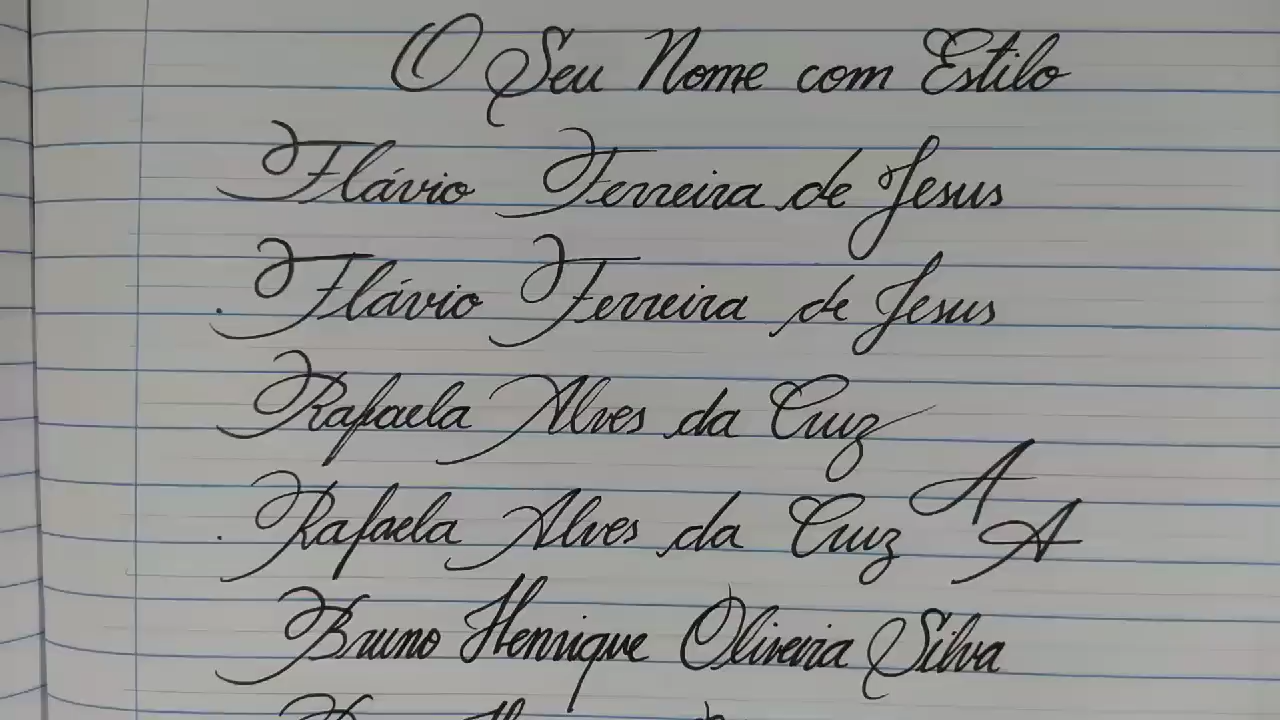 O Seu Nome com Estilo
Flávio Ferreira de Jesus
Flávio Ferreira de Jesus
Rafaela Alves da Cruz
Rafaela Alves da Cruz A
A
Bruno Henrique Oliveira Silva